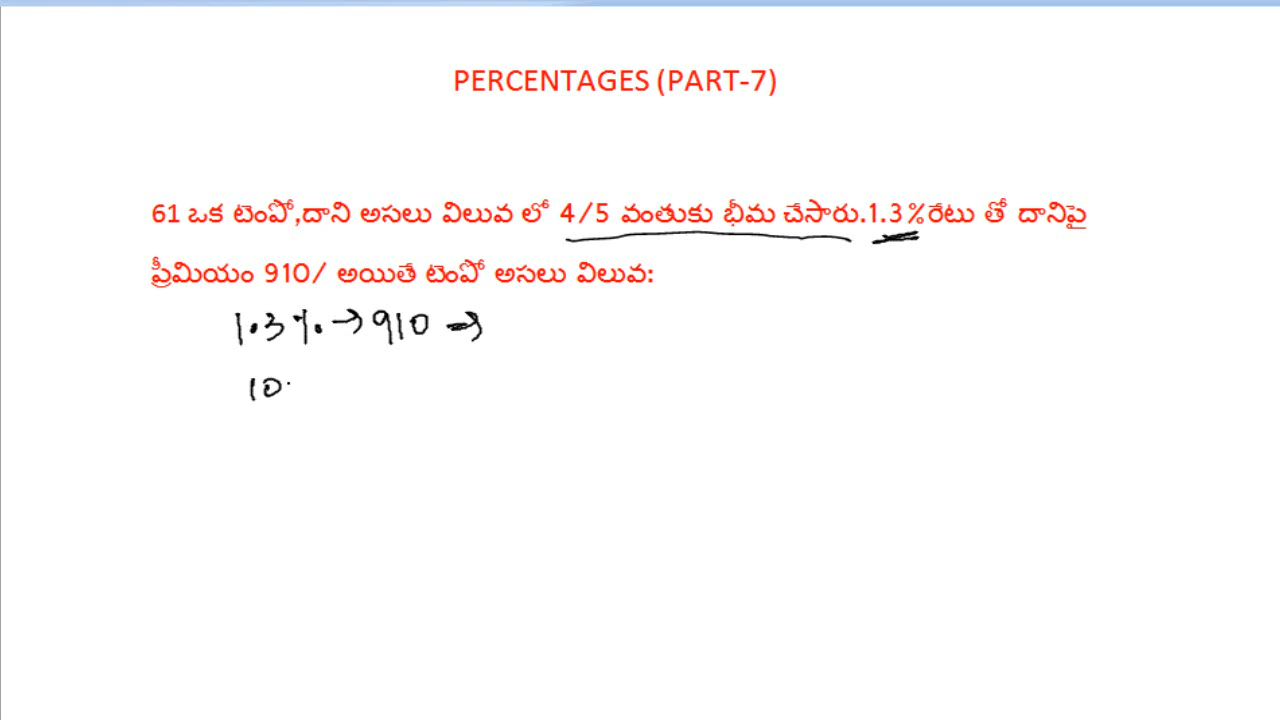 PERCENTAGES (PART-7)
61 ఒక టెంపో,దాని అసలు విలువ లో 4/5 వంతుకు భీమ చేసారు.1.3%రేటు తో దానిపై
ప్రీమియం 910/ అయితే టెంపో అసలు విలువ:
1.3% → 910 →
10